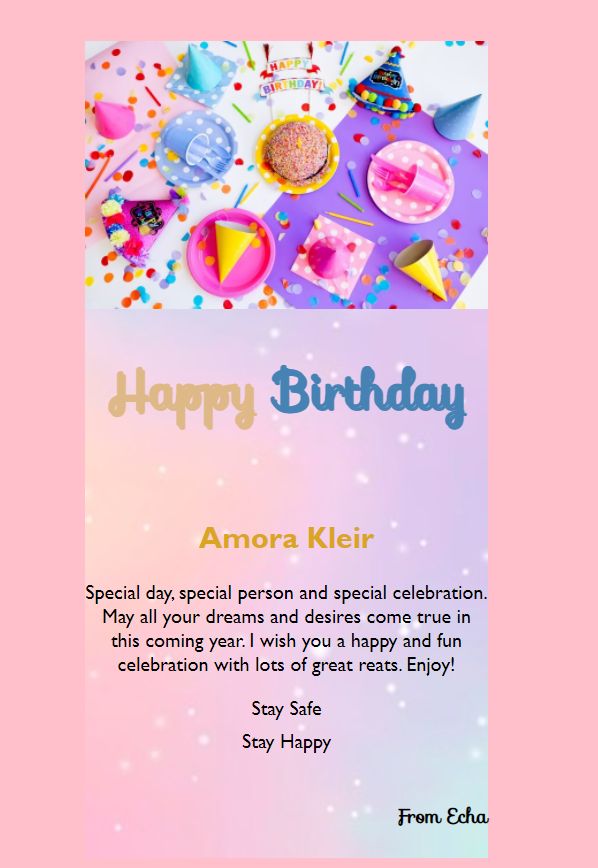 HAPPY
BIRTHDAY!
Happy Birthday
Amora Kleir
Special day, special person and special celebration.
May all your dreams and desires come true in
this coming year. I wish you a happy and fun
celebration with lots of great reats. Enjoy!
Stay Safe
Stay Happy
From Echa